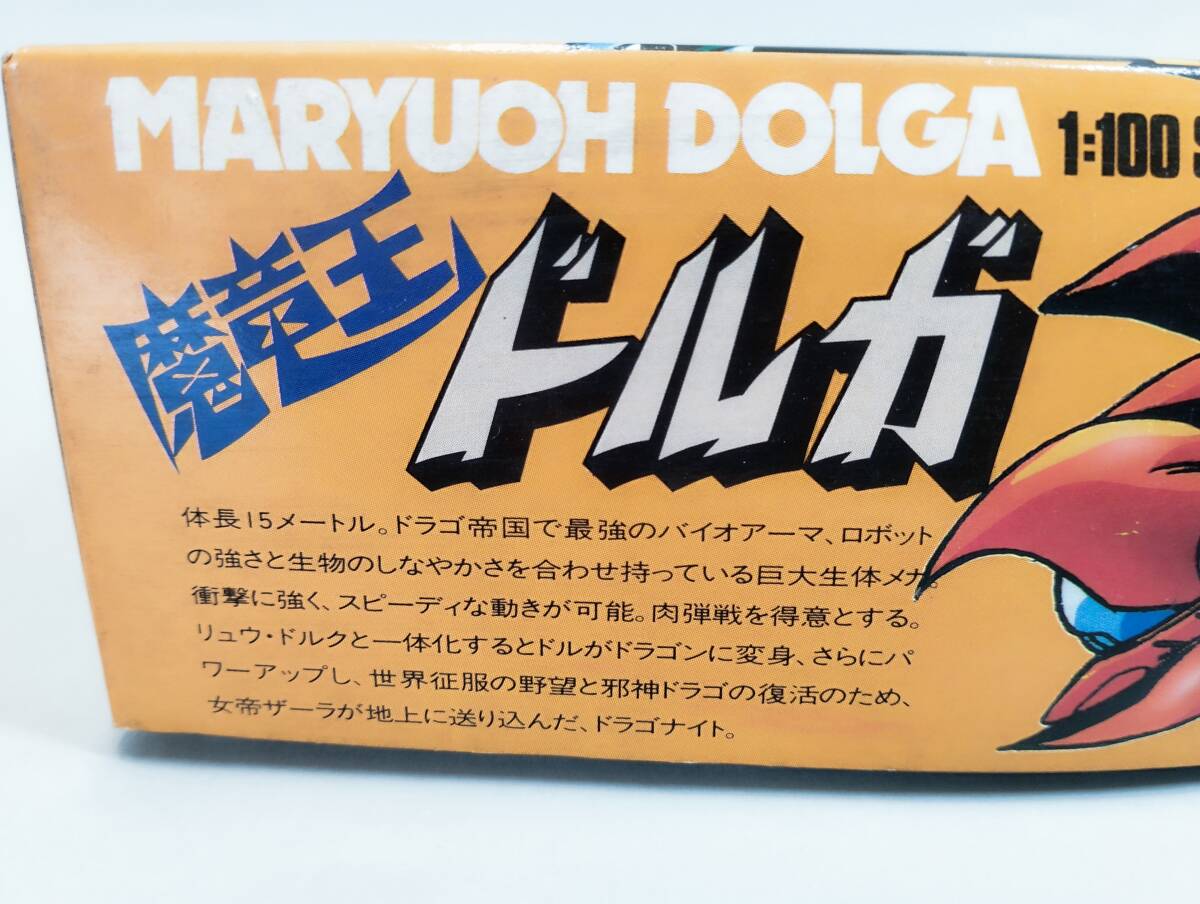 MARYUOH DOLGA 1:100 S
魔竜王
ドルガ
体長15メートル。ドラゴ帝国で最強のバイオアーマ、ロボット
の強さと生物のしなやかさを合わせ持っている巨大生体メカ。
衝撃に強く、スピーディな動きが可能。肉弾戦を得意とする。
リュウ・ドルクと一体化するとドルがドラゴンに変身、さらにパ
ワーアップし、世界征服の野望と邪神ドラゴの復活のため、
女帝ザーラが地上に送り込んだ、ドラゴナイト。